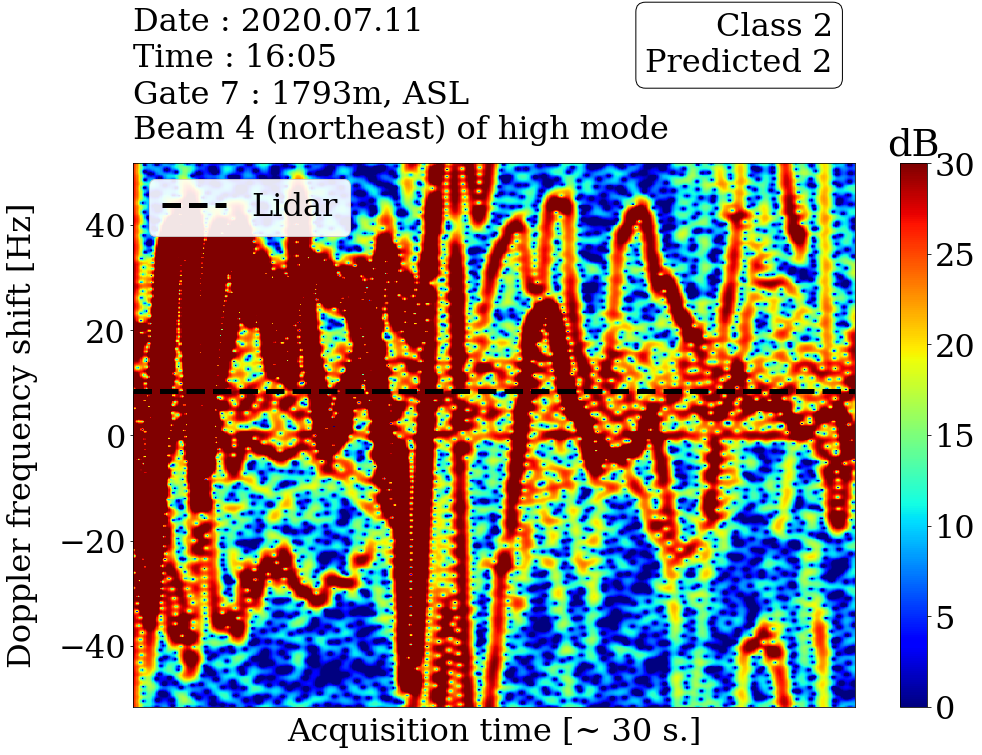 Date : 2020.07.11
Time : 16:05
Gate 7 : 1793m, ASL
Beam 4 (northeast) of high mode
Class 2
Predicted 2
dB
Lidar
Doppler frequency shift [Hz]
40
20
0
−20
−40
30
25
20
15
10
5
0
Acquisition time [~ 30 s.]